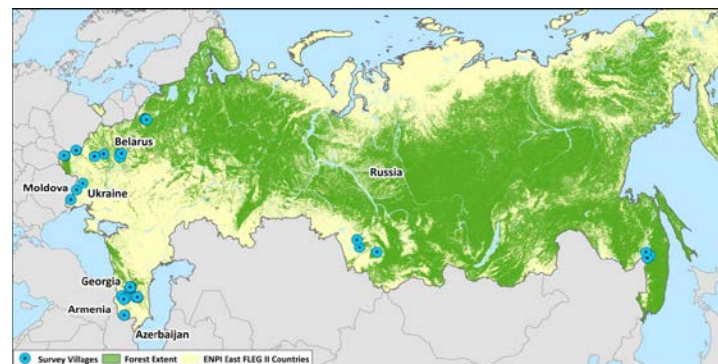 Belarus
Russia
Moldova
Ukraine
Georgia
Armenia
Azerbaijan
Survey Villages Forest Extent ENPI East FLEG II Countries